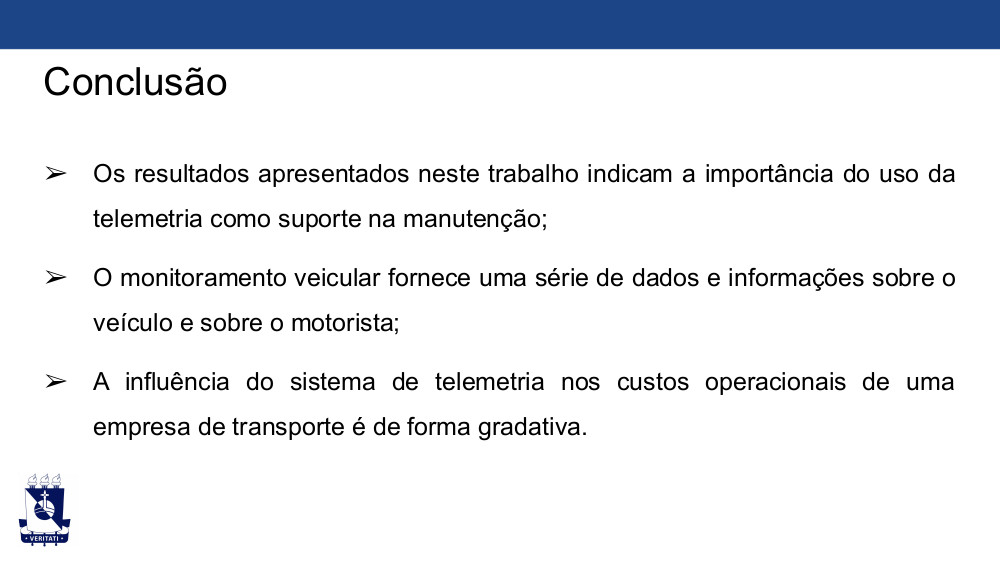 Conclusão
➢ Os resultados apresentados neste trabalho indicam a importância do uso da
telemetria como suporte na manutenção;
➢ O monitoramento veicular fornece uma série de dados e informações sobre o
veículo e sobre o motorista;
➢ A influência do sistema de telemetria nos custos operacionais de uma
empresa de transporte é de forma gradativa.
• VERITATI •